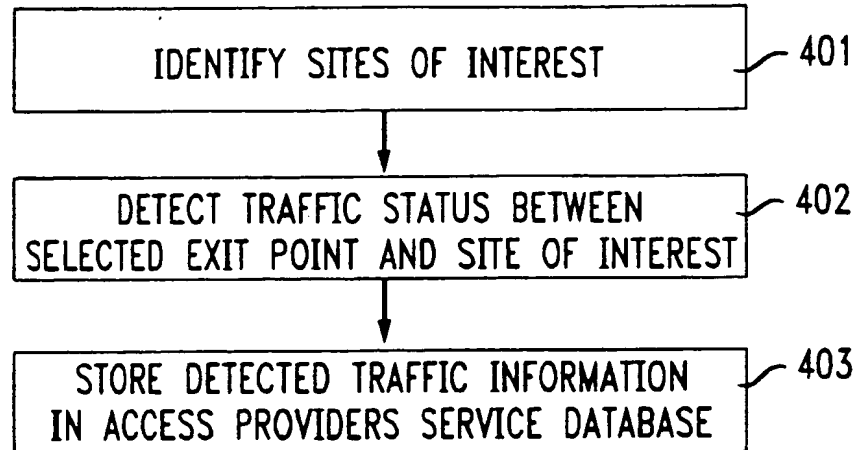 IDENTIFY SITES OF INTEREST
401
DETECT TRAFFIC STATUS BETWEEN
SELECTED EXIT POINT AND SITE OF INTEREST
402
STORE DETECTED TRAFFIC INFORMATION
IN ACCESS PROVIDERS SERVICE DATABASE
403